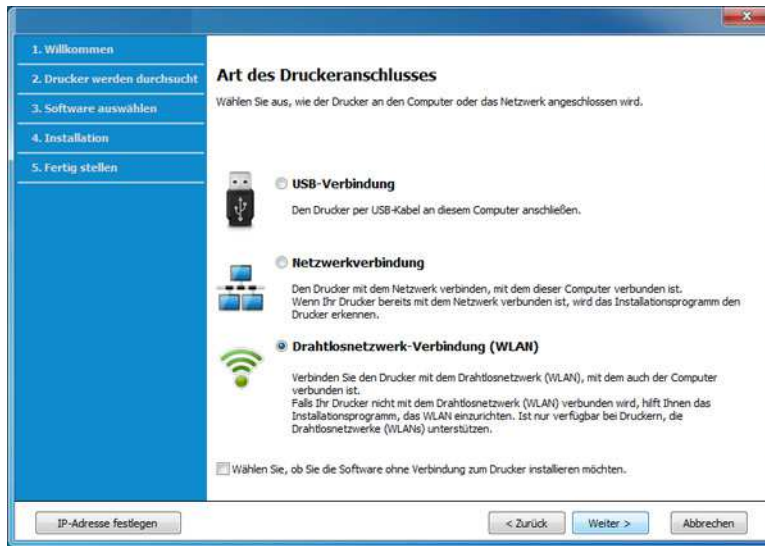 1. Willkommen
2. Drucker werden durchsucht
3. Software auswählen
4. Installation
5. Fertig stellen
Art des Druckeranschlusses
Wählen Sie aus, wie der Drucker an den Computer oder das Netzwerk angeschlossen wird.
USB-Verbindung
Den Drucker per USB-Kabel an diesem Computer anschließen.
Netzwerkverbindung
Den Drucker mit dem Netzwerk verbinden, mit dem dieser Computer verbunden ist.
Wenn Ihr Drucker bereits mit dem Netzwerk verbunden ist, wird das Installationsprogramm den
Drucker erkennen.
Drahtlosnetzwerk-Verbindung (WLAN)
Verbinden Sie den Drucker mit dem Drahtlosnetzwerk (WLAN), mit dem auch der Computer
verbunden ist.
Falls Ihr Drucker nicht mit dem Drahtlosnetzwerk (WLAN) verbunden wird, hilft Ihnen das
Installationsprogramm, das WLAN einzurichten. Ist nur verfügbar bei Druckern, die
Drahtlosnetzwerke (WLANs) unterstützen.
Wählen Sie, ob Sie die Software ohne Verbindung zum Drucker installieren möchten.
IP-Adresse festlegen
< Zurück
Weiter >
Abbrechen